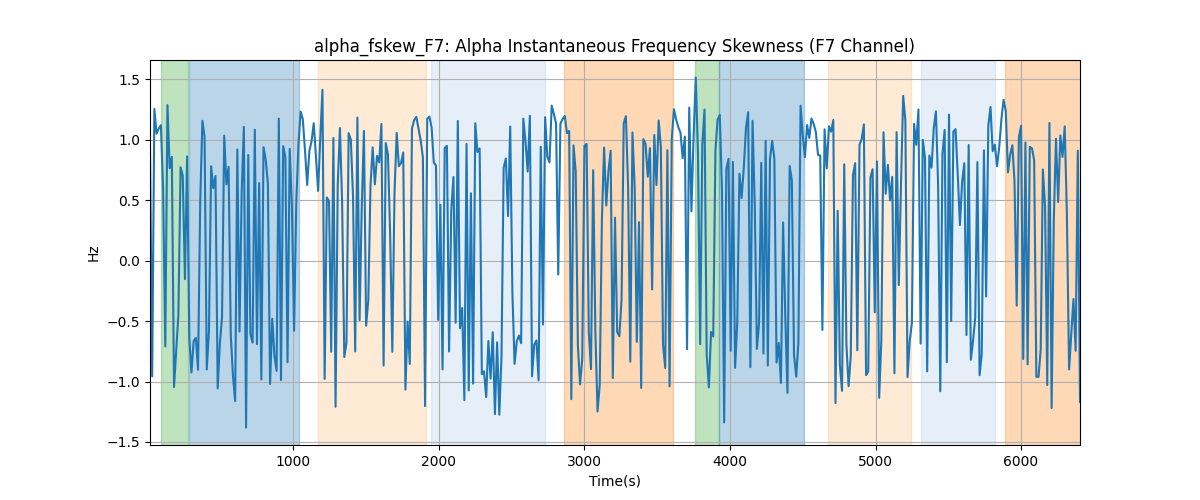 alpha_fskew_F7: Alpha Instantaneous Frequency Skewness (F7 Channel)
1.5
1.0
0.5
0.0
−0.5
−1.0
−1.5
Hz
1000 2000 3000 4000 5000 6000
Time(s)